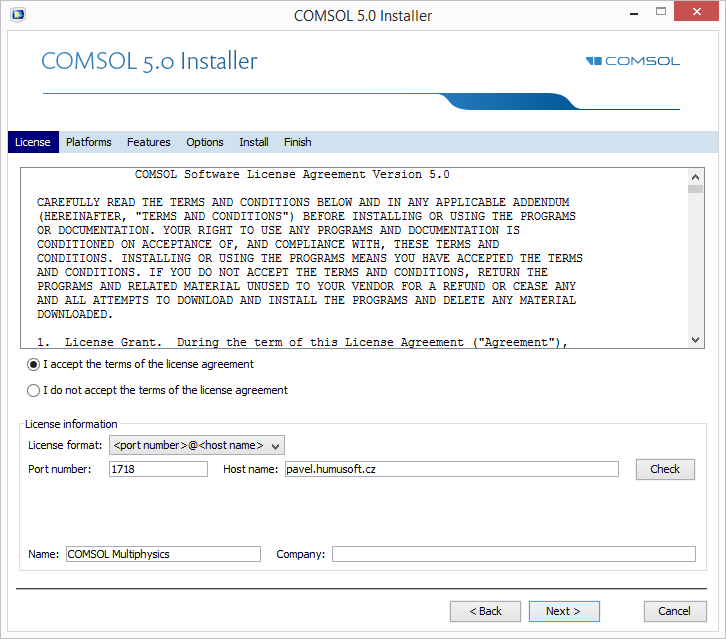 COMSOL 5.0 Installer
COMSOL 5.0 Installer
COMSOL
License Platforms Features Options Install Finish
COMSOL Software License Agreement Version 5.0
CAREFULLY READ THE TERMS AND CONDITIONS BELOW AND IN ANY APPLICABLE ADDENDUM
(HEREINAFTER, "TERMS AND CONDITIONS") BEFORE INSTALLING OR USING THE PROGRAMS
OR DOCUMENTATION. YOUR RIGHT TO USE ANY PROGRAMS AND DOCUMENTATION IS
CONDITIONED ON ACCEPTANCE OF, AND COMPLIANCE WITH, THESE TERMS AND
CONDITIONS. INSTALLING OR USING THE PROGRAMS MEANS YOU HAVE ACCEPTED THE TERMS
AND CONDITIONS. IF YOU DO NOT ACCEPT THE TERMS AND CONDITIONS, RETURN THE
PROGRAMS AND RELATED MATERIAL UNUSED TO YOUR VENDOR FOR A REFUND OR CEASE ANY
AND ALL ATTEMPTS TO DOWNLOAD AND INSTALL THE PROGRAMS AND DELETE ANY MATERIAL
DOWNLOADED.
1. License Grant. During the term of this License Agreement ("Agreement"),
I accept the terms of the license agreement
I do not accept the terms of the license agreement
License information
License format: <port number>@<host name>
Port number: 1718 Host name: pavel.humusoft.cz Check
Name: COMSOL Multiphysics Company:
< Back Next > Cancel